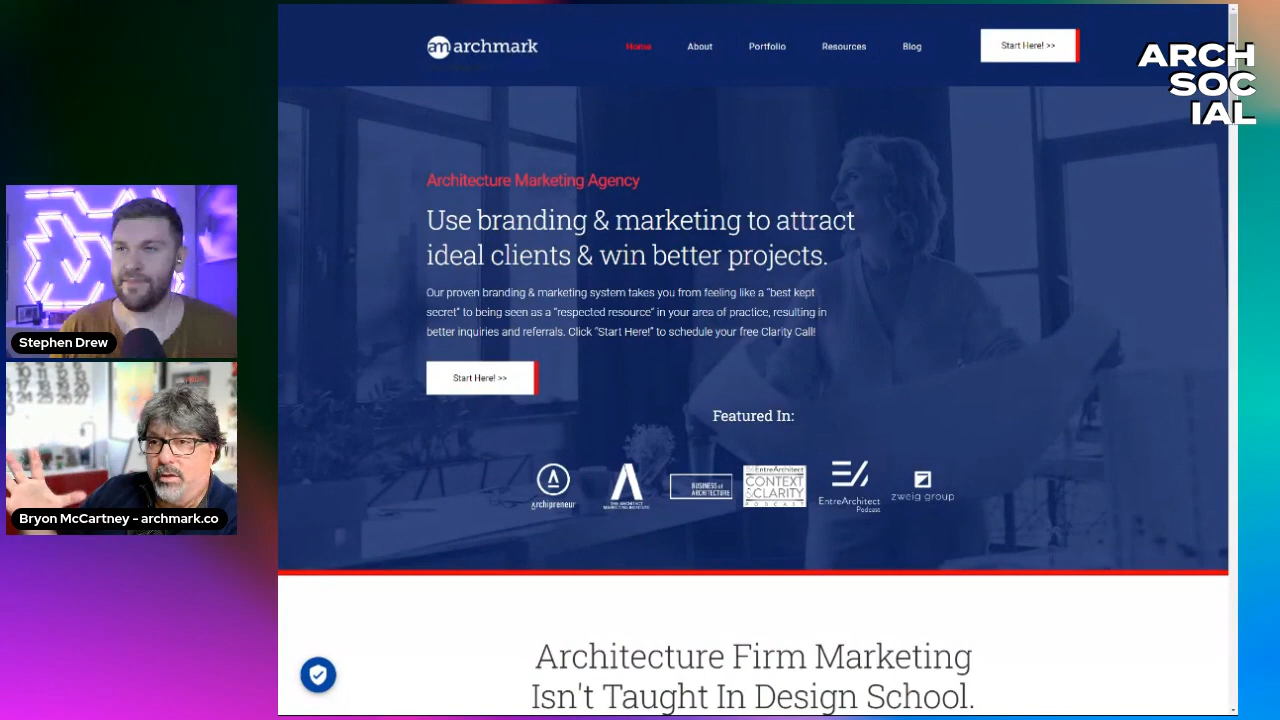 am archmark
Home
About
Portfolio
Resources
Blog
Start Here! >>
ARCH
SOC
IAL
Architecture Marketing Agency
Use branding & marketing to attract
ideal clients & win better projects.
Our proven branding & marketing system takes you from feeling like a "best kept
secret" to being seen as a "respected resource" in your area of practice, resulting in
better inquiries and referrals. Click "Start Here!" to schedule your free Clarity Call!
Start Here! >>
Featured In:
Archipreneur
BUSINESS of
ARCHITECTURE
EntreArchitect
CONTEXT
&CLARITY
PODCAST
EntreArchitect
Podcast
zweig group
Stephen Drew
Bryon McCartney - archmark.co
Architecture Firm Marketing
Isn't Taught In Design School.